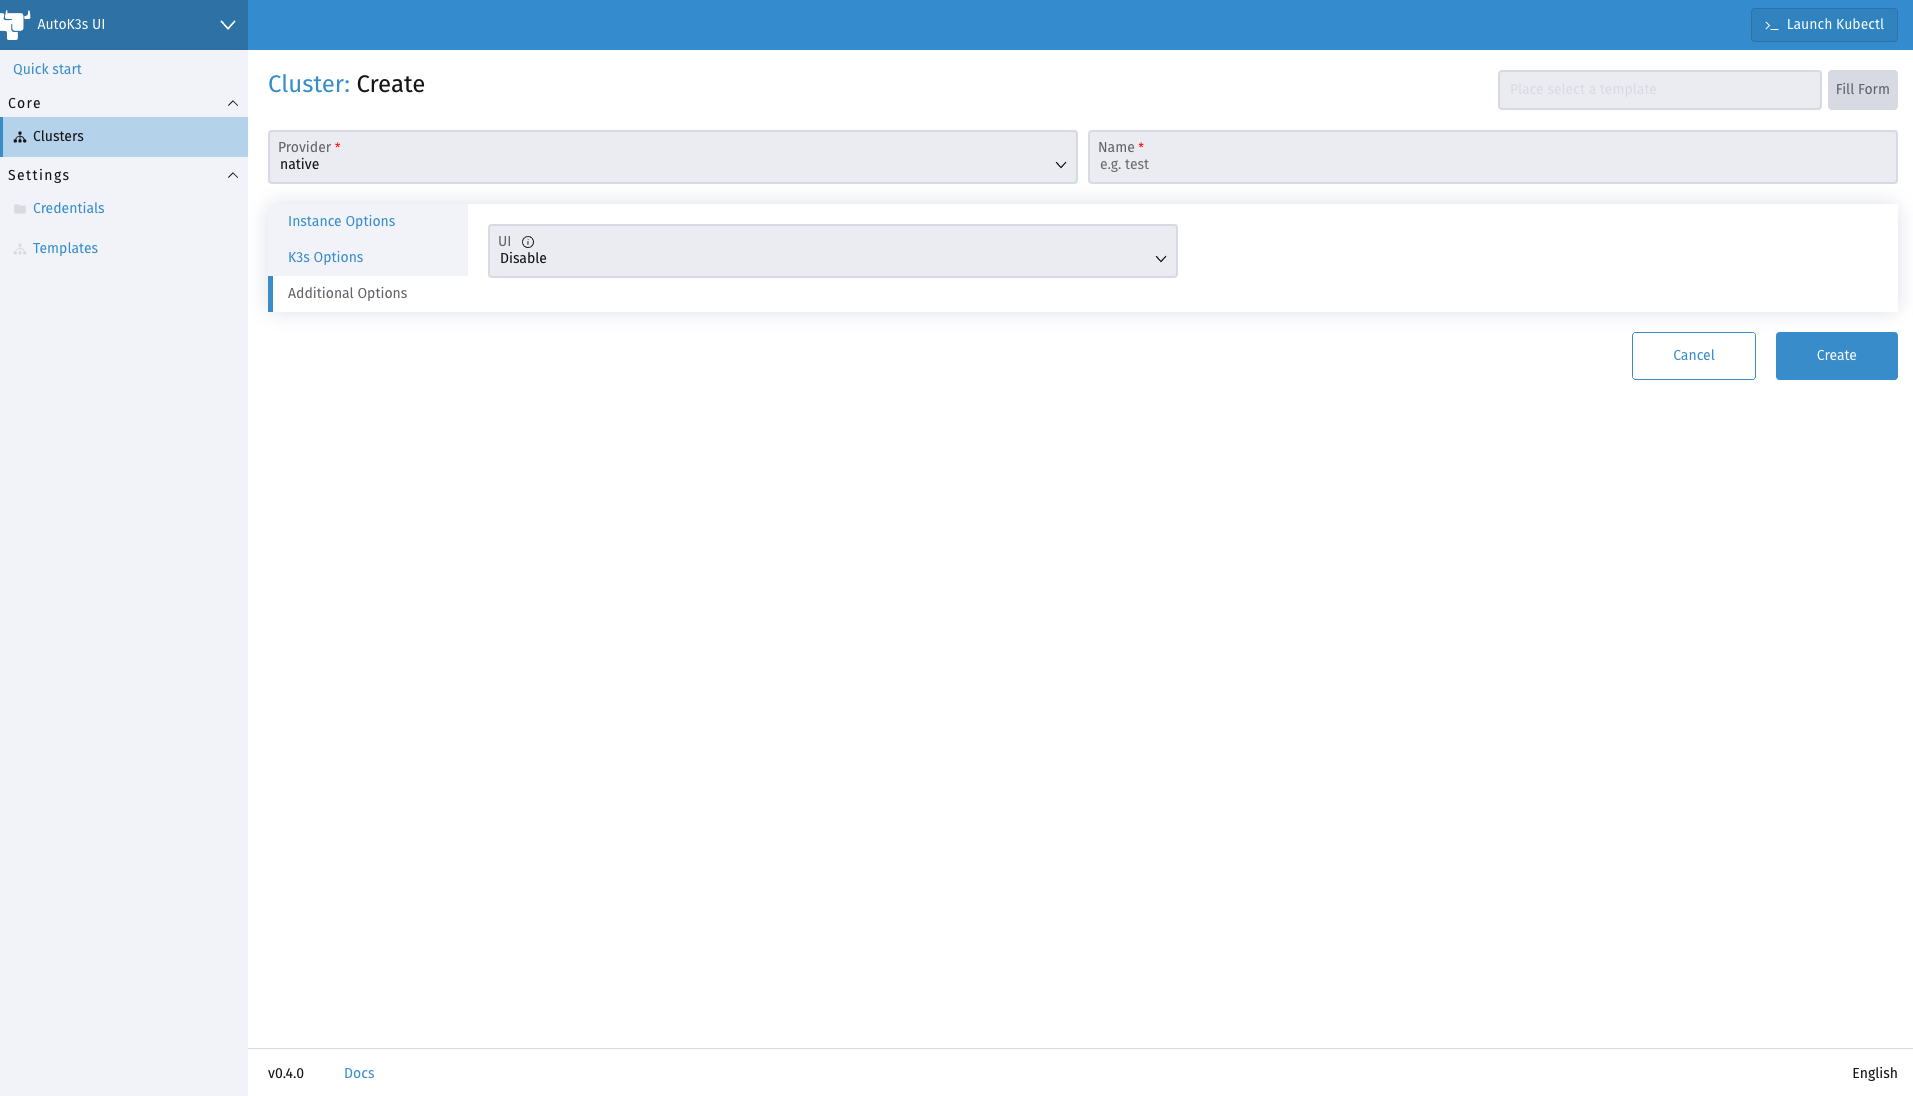 AutoK3s UI
>_ Launch Kubectl
Quick start
Core
Clusters
Settings
Credentials
Templates
Cluster: Create
Place select a template
Fill Form
Provider *
native
Name *
e.g. test
Instance Options
K3s Options
Additional Options
UI
Disable
Cancel
Create
v0.4.0
Docs
English